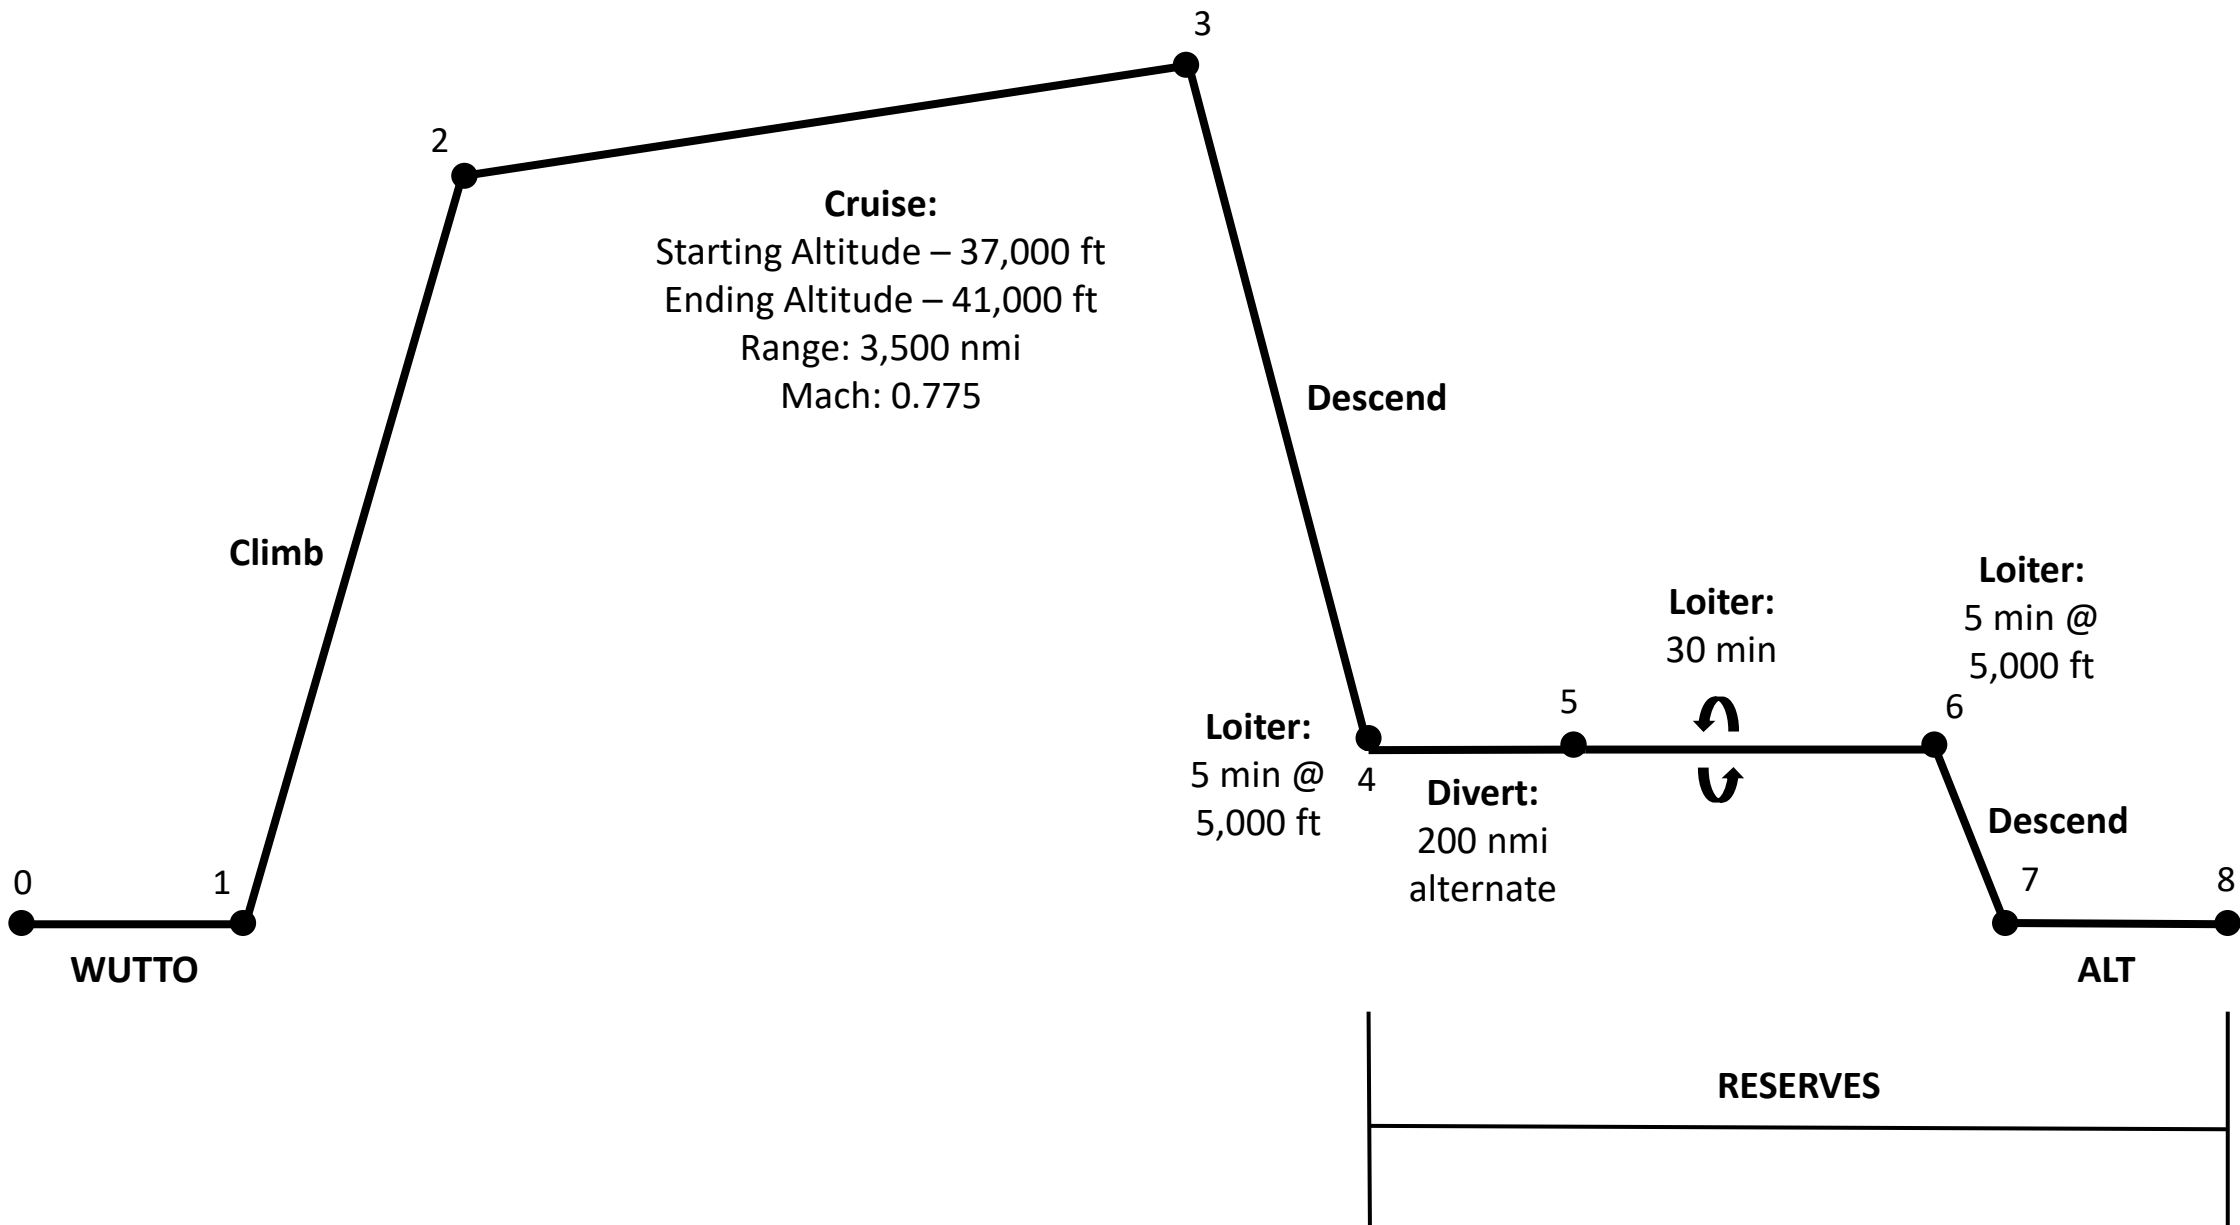 3
2
Cruise:
Starting Altitude – 37,000 ft
Ending Altitude – 41,000 ft
Range: 3,500 nmi
Mach: 0.775
Descend
Climb
Loiter:
5 min @
5,000 ft
Loiter:
30 min
5
6
Loiter:
5 min @
5,000 ft
4
Divert:
200 nmi
alternate
Descend
0
1
7
8
WUTTO
ALT
RESERVES